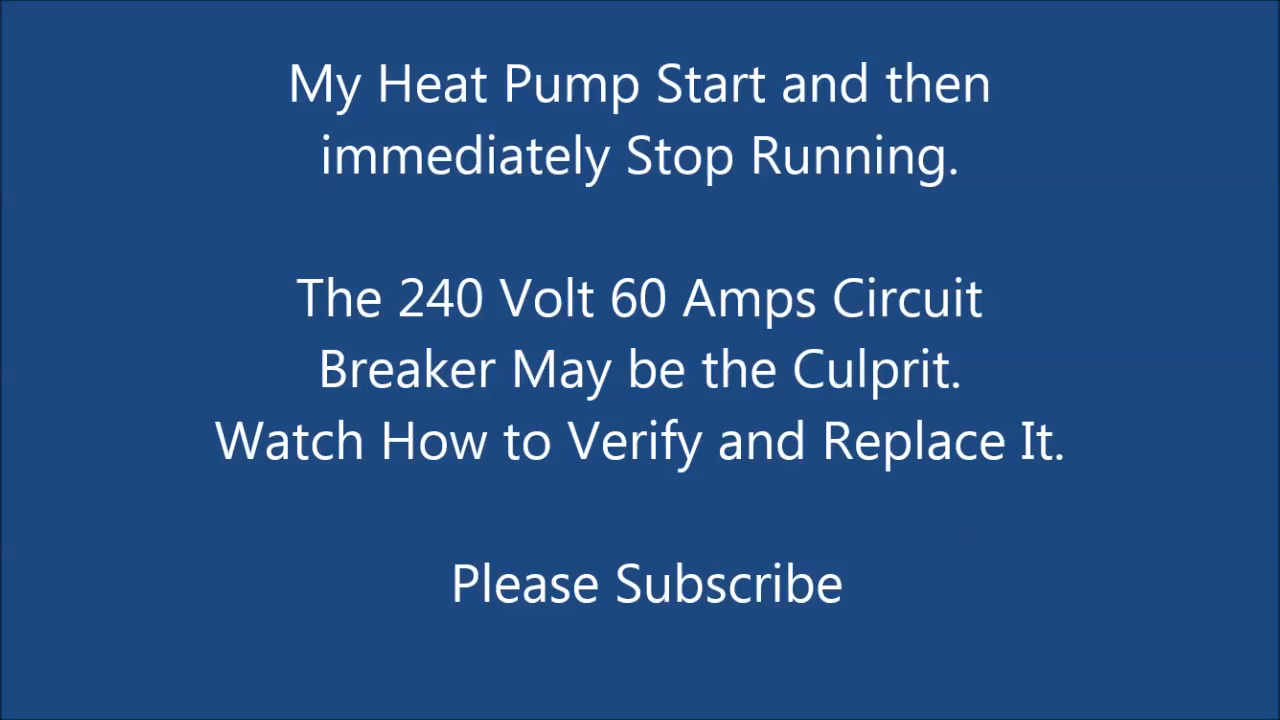 My Heat Pump Start and then
immediately Stop Running.
The 240 Volt 60 Amps Circuit
Breaker May be the Culprit.
Watch How to Verify and Replace It.
Please Subscribe